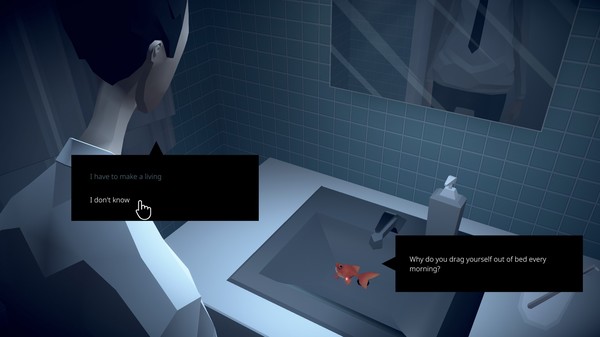 I have to make a living
I don't know
Why do you drag yourself out of bed every
morning?